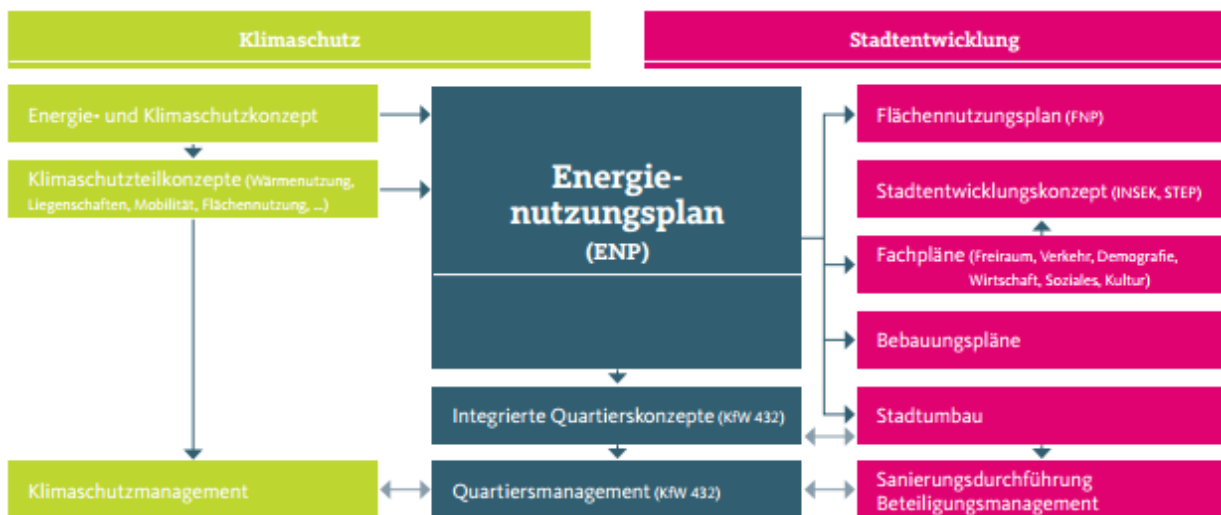 Klimaschutz
Stadtentwicklung
Energie- und Klimaschutzkonzept
Klimaschutzteilkonzepte (Wärmenutzung,
Liegenschaften, Mobilität, Flächennutzung, ...)
Klimaschutzmanagement
Energie-
nutzungsplan
(ENP)
Integrierte Quartierskonzepte (KfW 432)
Quartiersmanagement (KfW 432)
Flächennutzungsplan (FNP)
Stadtentwicklungskonzept (INSEK, STEP)
Fachpläne (Freiraum, Verkehr, Demografie,
Wirtschaft, Soziales, Kultur)
Bebauungspläne
Stadtumbau
Sanierungsdurchführung
Beteiligungsmanagement